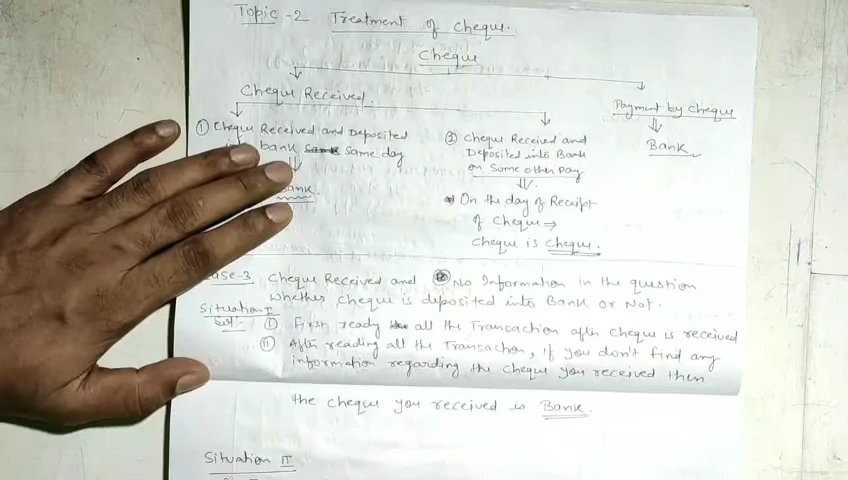 Topic -2 Treatment of Cheque.
Cheque
Cheque Received.
Payment by Cheque
Bank
① Cheque Received and Deposited
bank same day
Bank.
② Cheque Received and
Deposited into Bank
on Some other Day
On the day of Receipt
of Cheque ⇒
Cheque is Cheque.
Case-3 Cheque Received and No Information in the question
Whether cheque is deposited into Bank or Not.
Situation I
① First ready all the Transaction after cheque is received
⑪ After reading all the Transaction, if you don't find any
information regarding the cheque you received then
the cheque you received is Bank.
Situation II